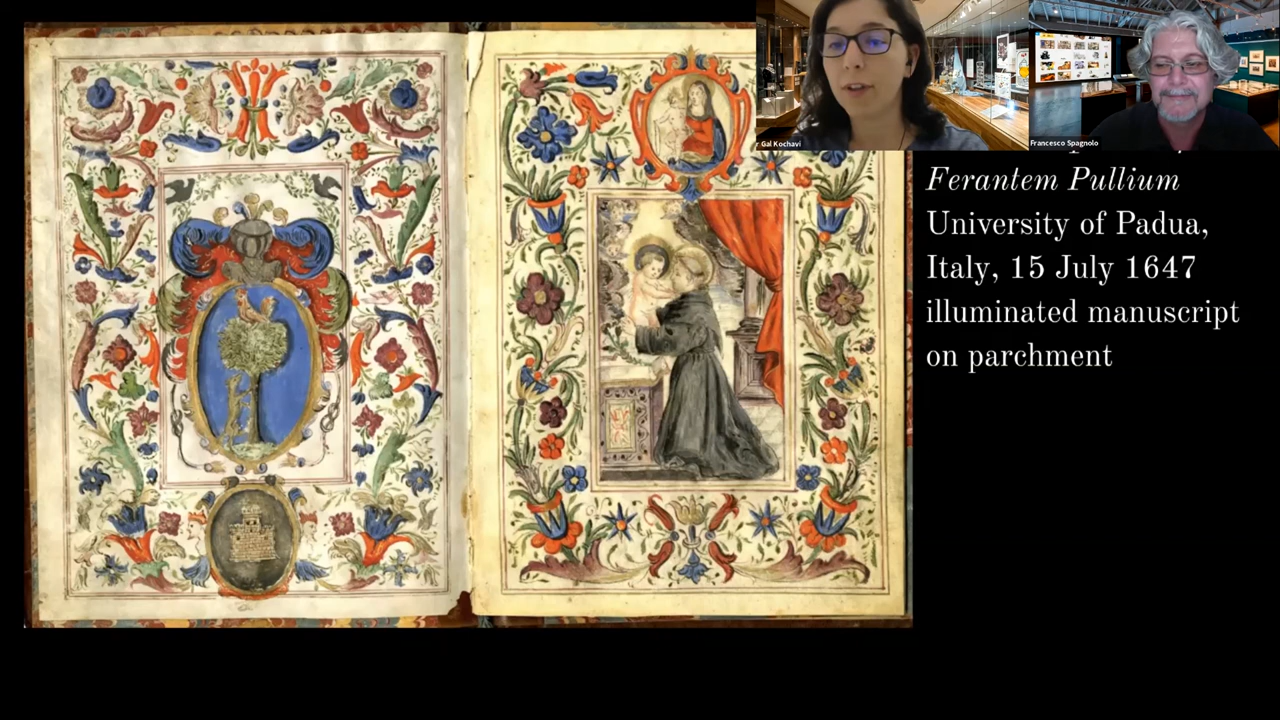 r Gal Kochavi
Francesco Spagnolo
Ferantem Pullium
University of Padua,
Italy, 15 July 1647
illuminated manuscript
on parchment